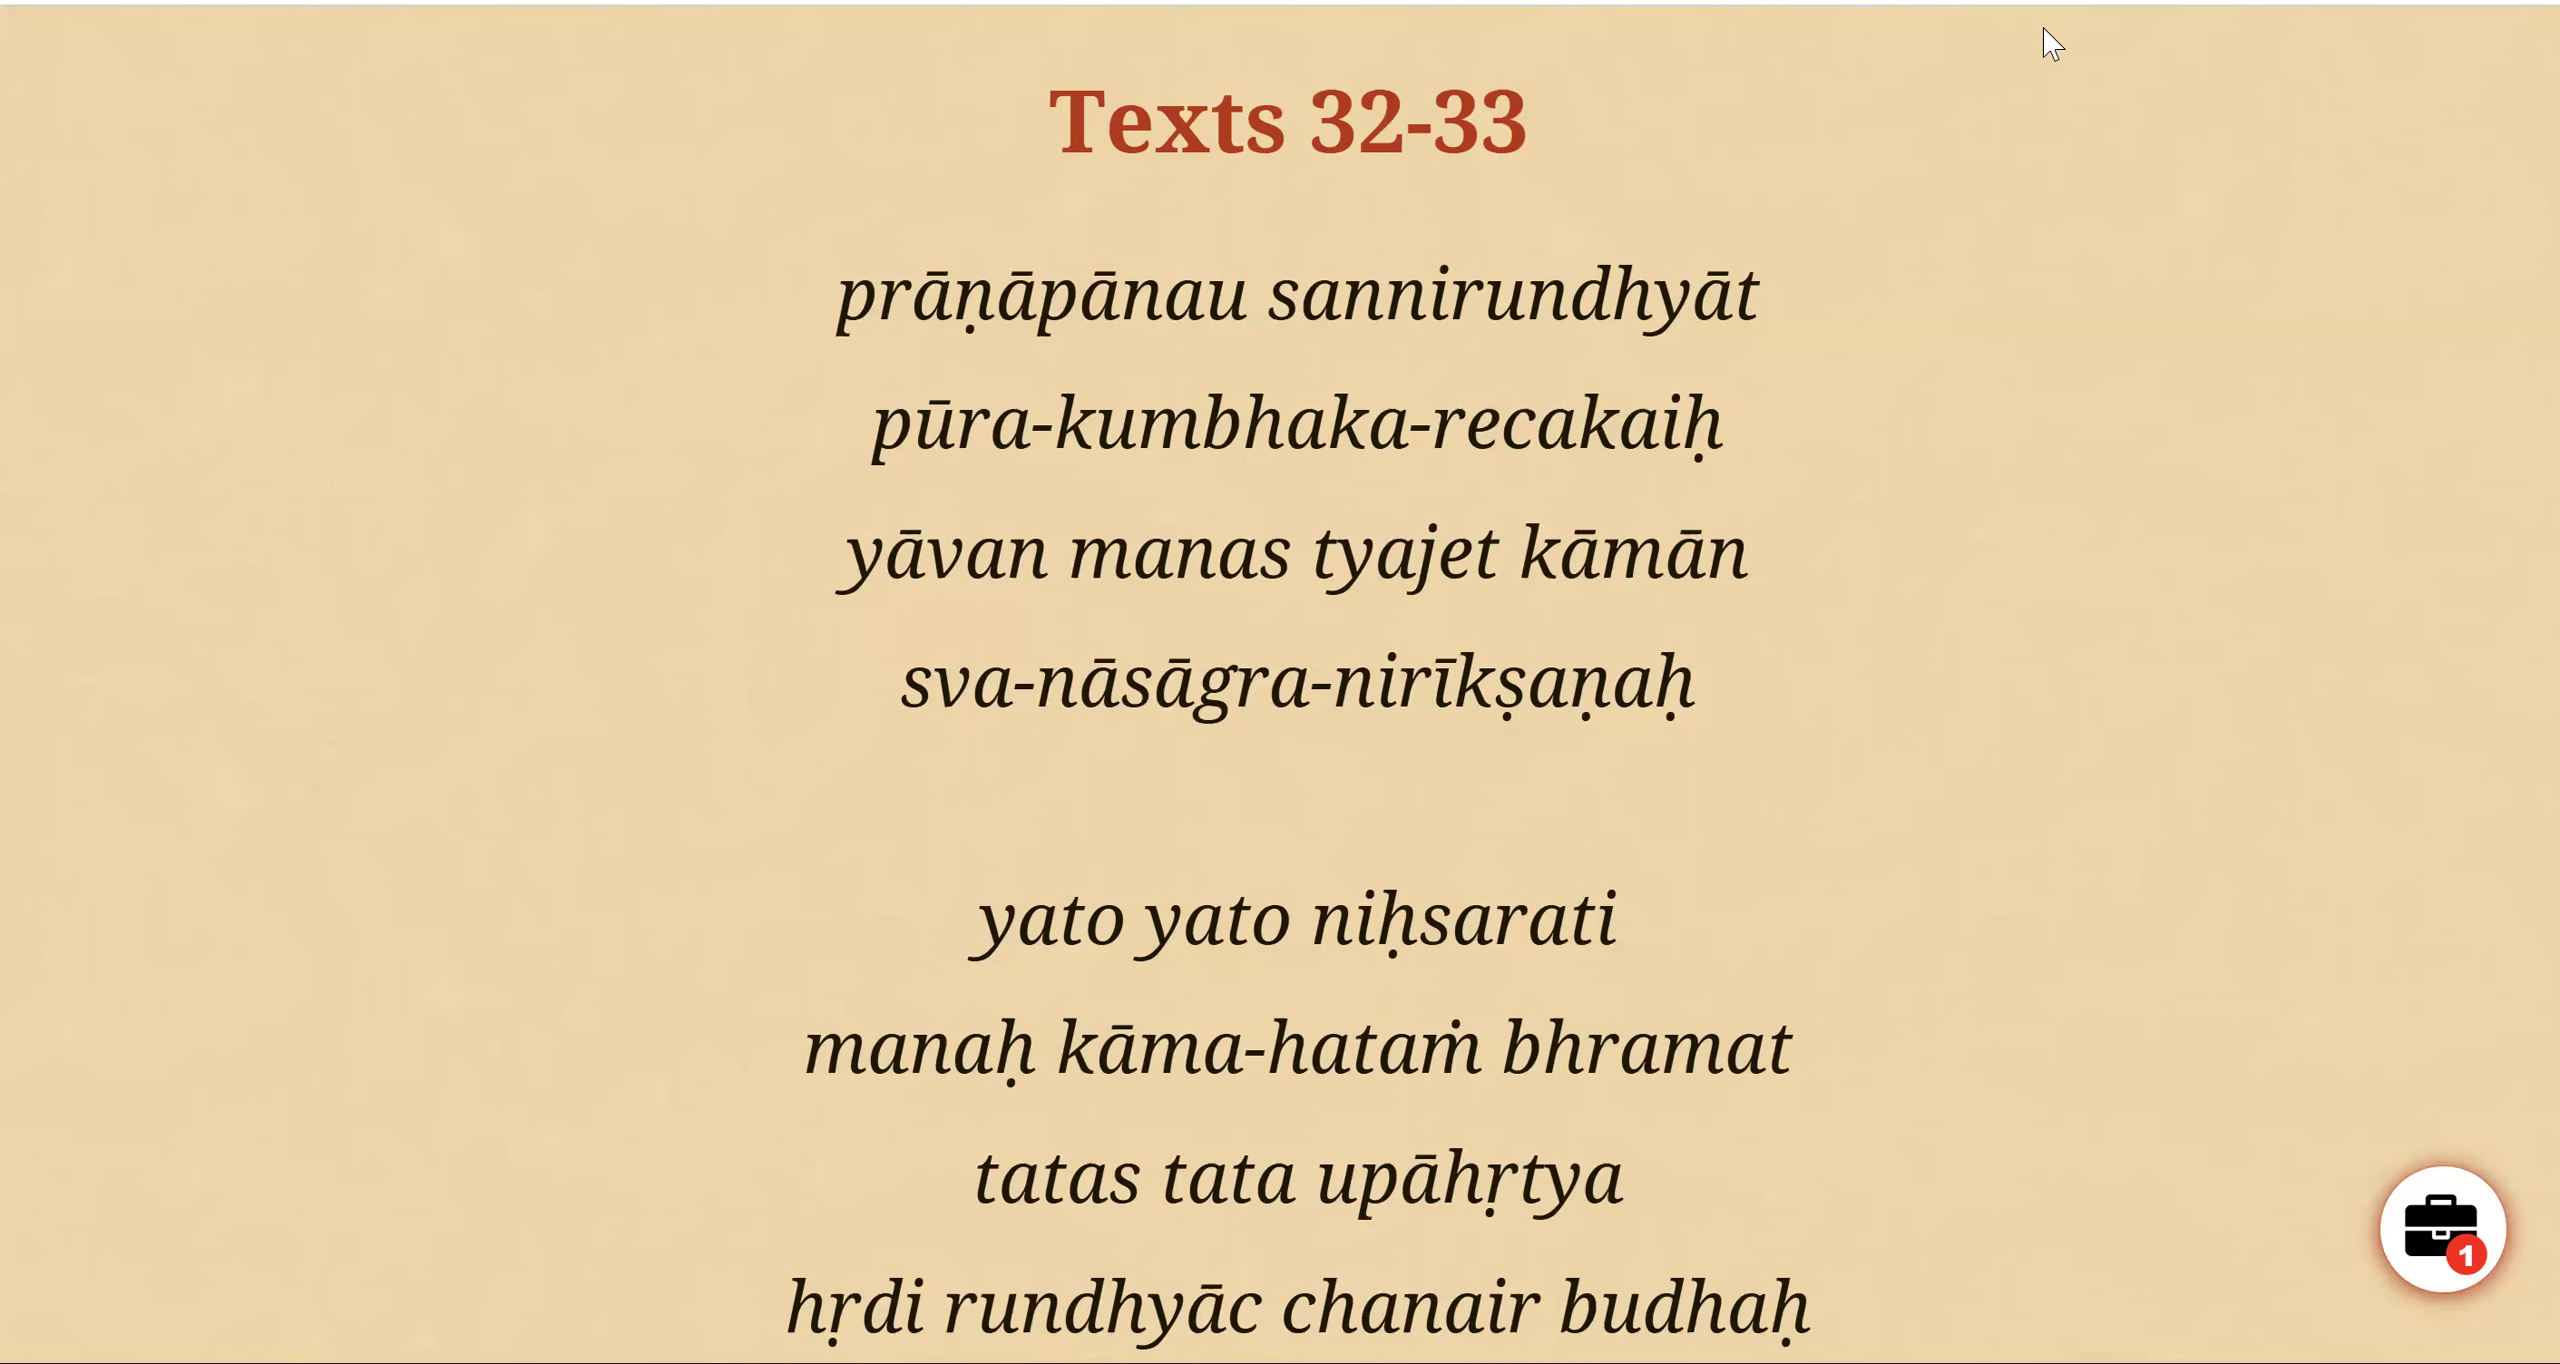 Texts 32-33
prāṇāpānau sannirundhyāt
pūra-kumbhaka-recakaiḥ
yāvan manas tyajet kāmān
sva-nāsāgra-nirīkṣaṇaḥ
yato yato niḥsarati
manaḥ kāma-hataṁ bhramat
tatas tata upāhṛtya
hṛdi rundhyāc chanair budhaḥ
1